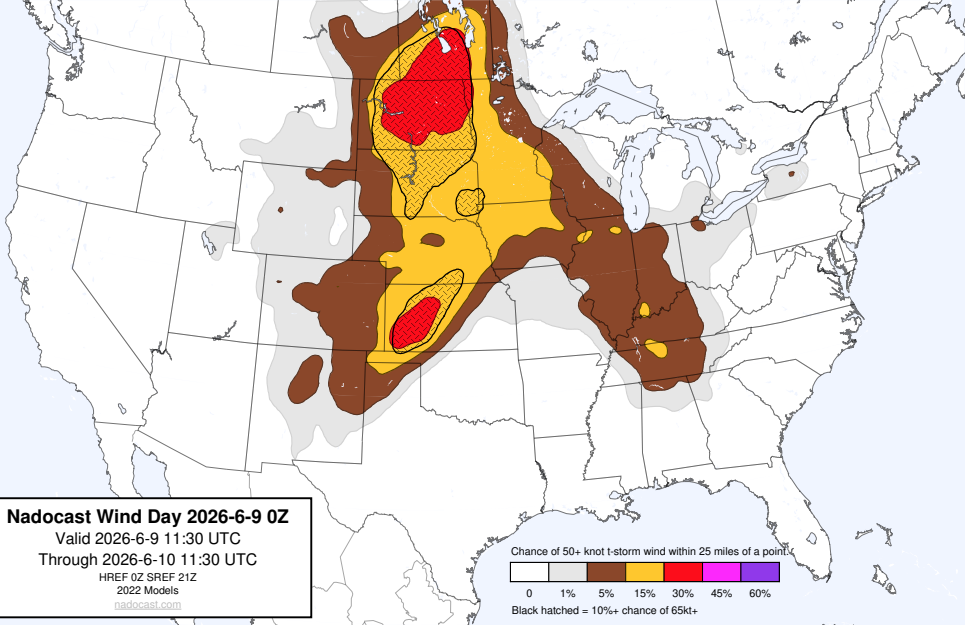 Nadocast Wind Day 2026-6-9 0Z
Valid 2026-6-9 11:30 UTC
Through 2026-6-10 11:30 UTC
HREF 0Z SREF 21Z
2022 Models
nadocast.com
Chance of 50+ knot t-storm wind within 25 miles of a point.
0 1% 5% 15% 30% 45% 60%
Black hatched = 10%+ chance of 65kt+